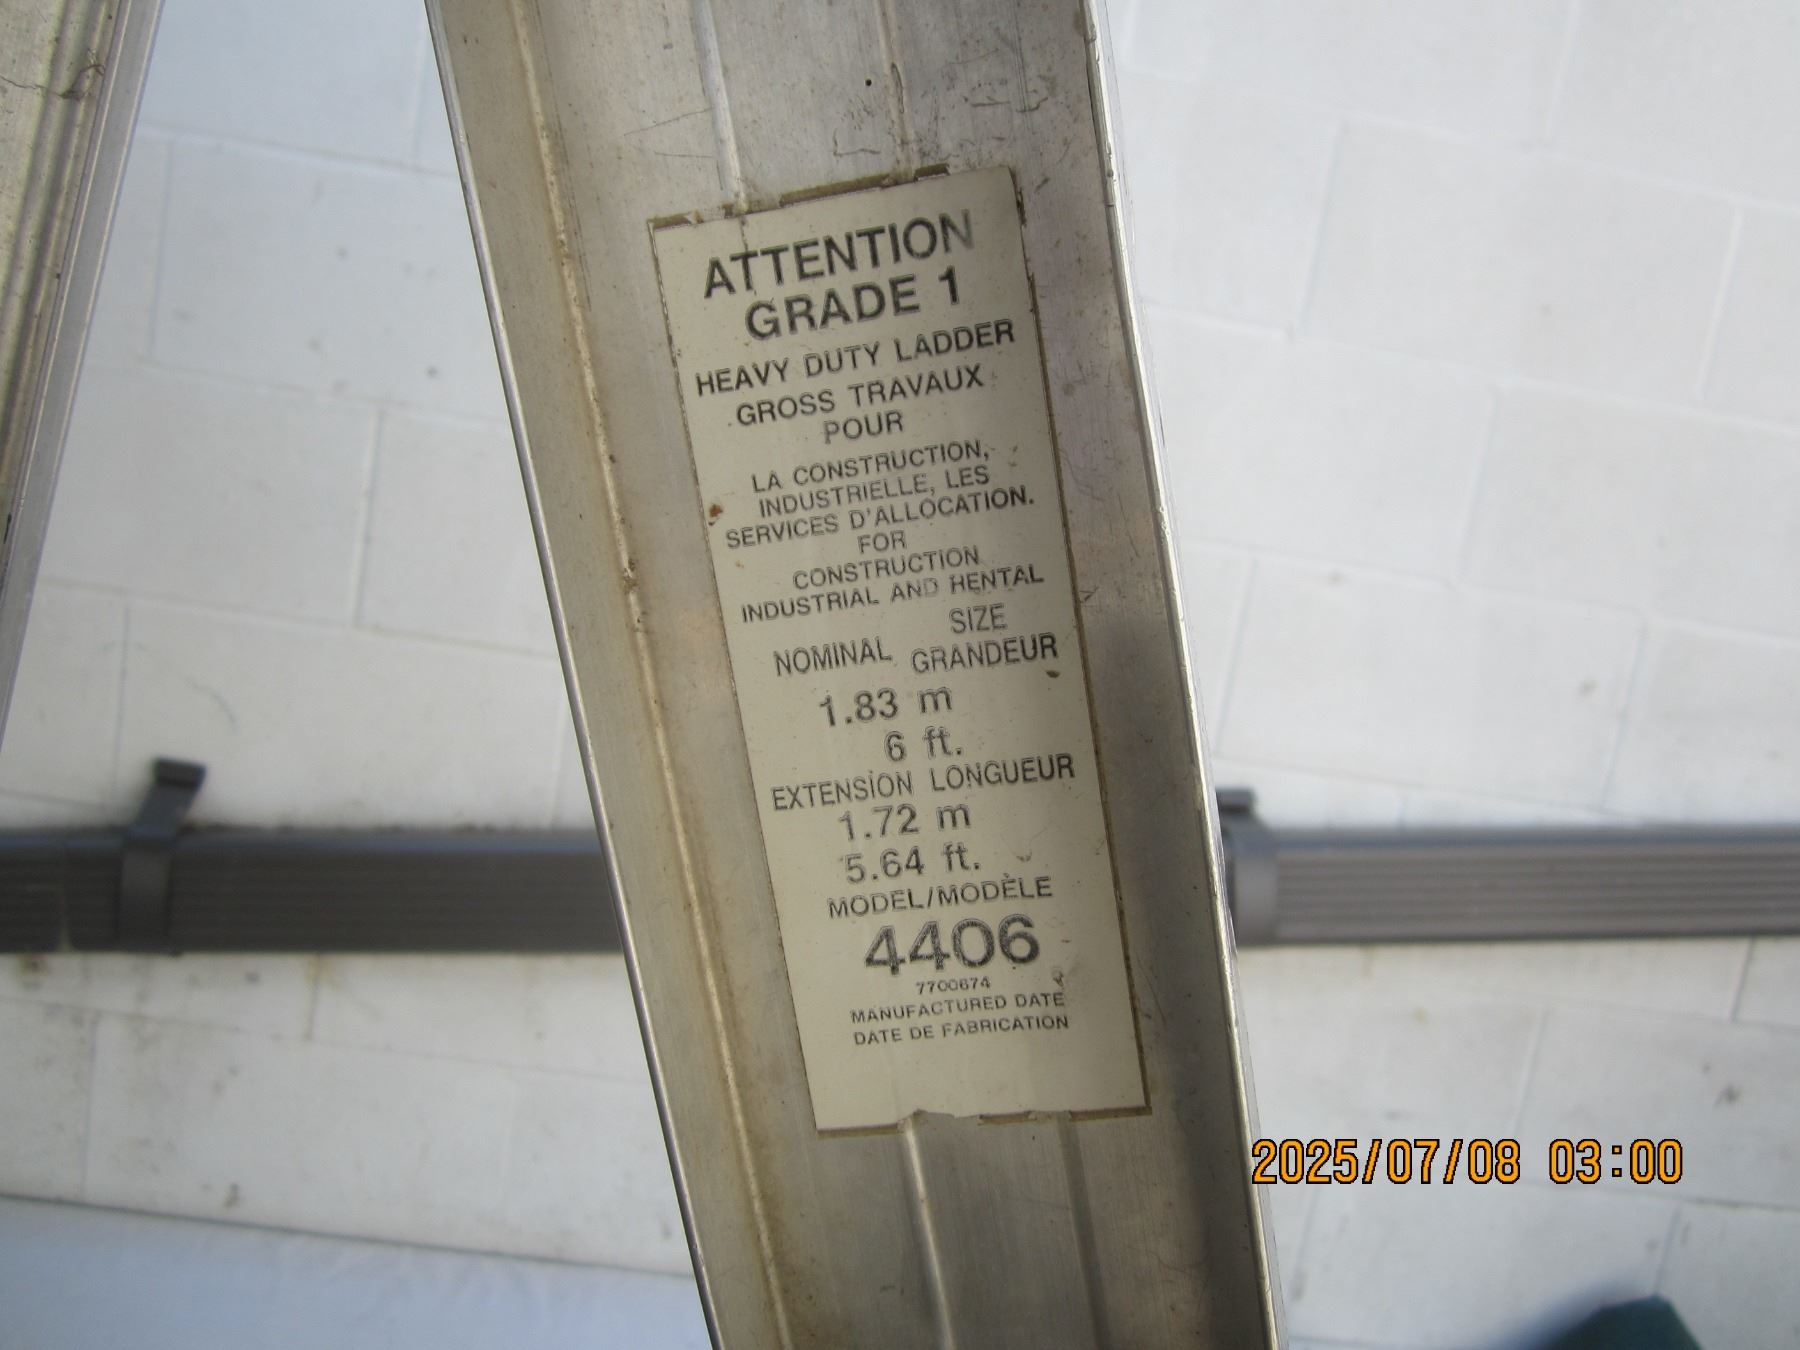 ATTENTION
GRADE 1
HEAVY DUTY LADDER
GROSS TRAVAUX
POUR
LA CONSTRUCTION,
INDUSTRIELLE, LES
SERVICES D'ALLOCATION.
FOR
CONSTRUCTION
INDUSTRIAL AND HENTAL
SIZE
NOMINAL GRANDEUR
1.83 m
6 ft.
EXTENSION LONGUEUR
1.72 m
5.64 ft.
MODEL/MODÈLE
4406
7700674
MANUFACTURED DATE
DATE DE FABRICATION
2025/07/08 03:00